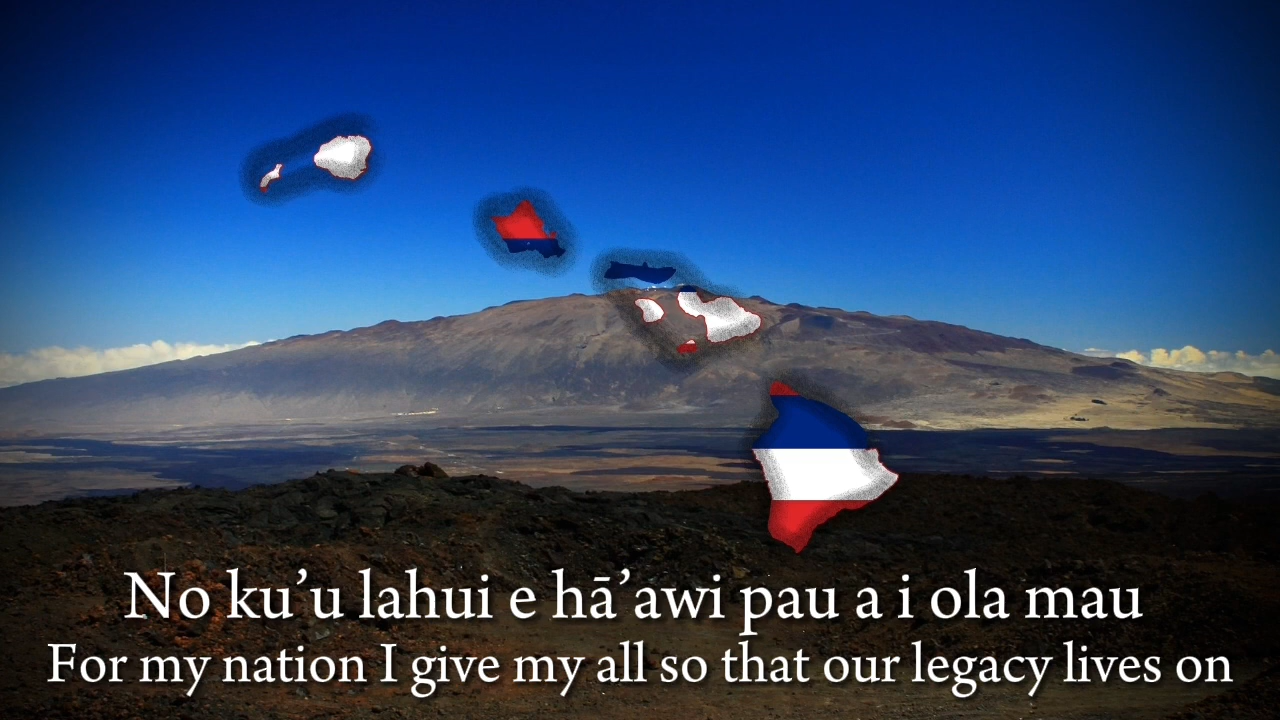 No ku’u lahui e hā’awi pau a i ola mau
For my nation I give my all so that our legacy lives on